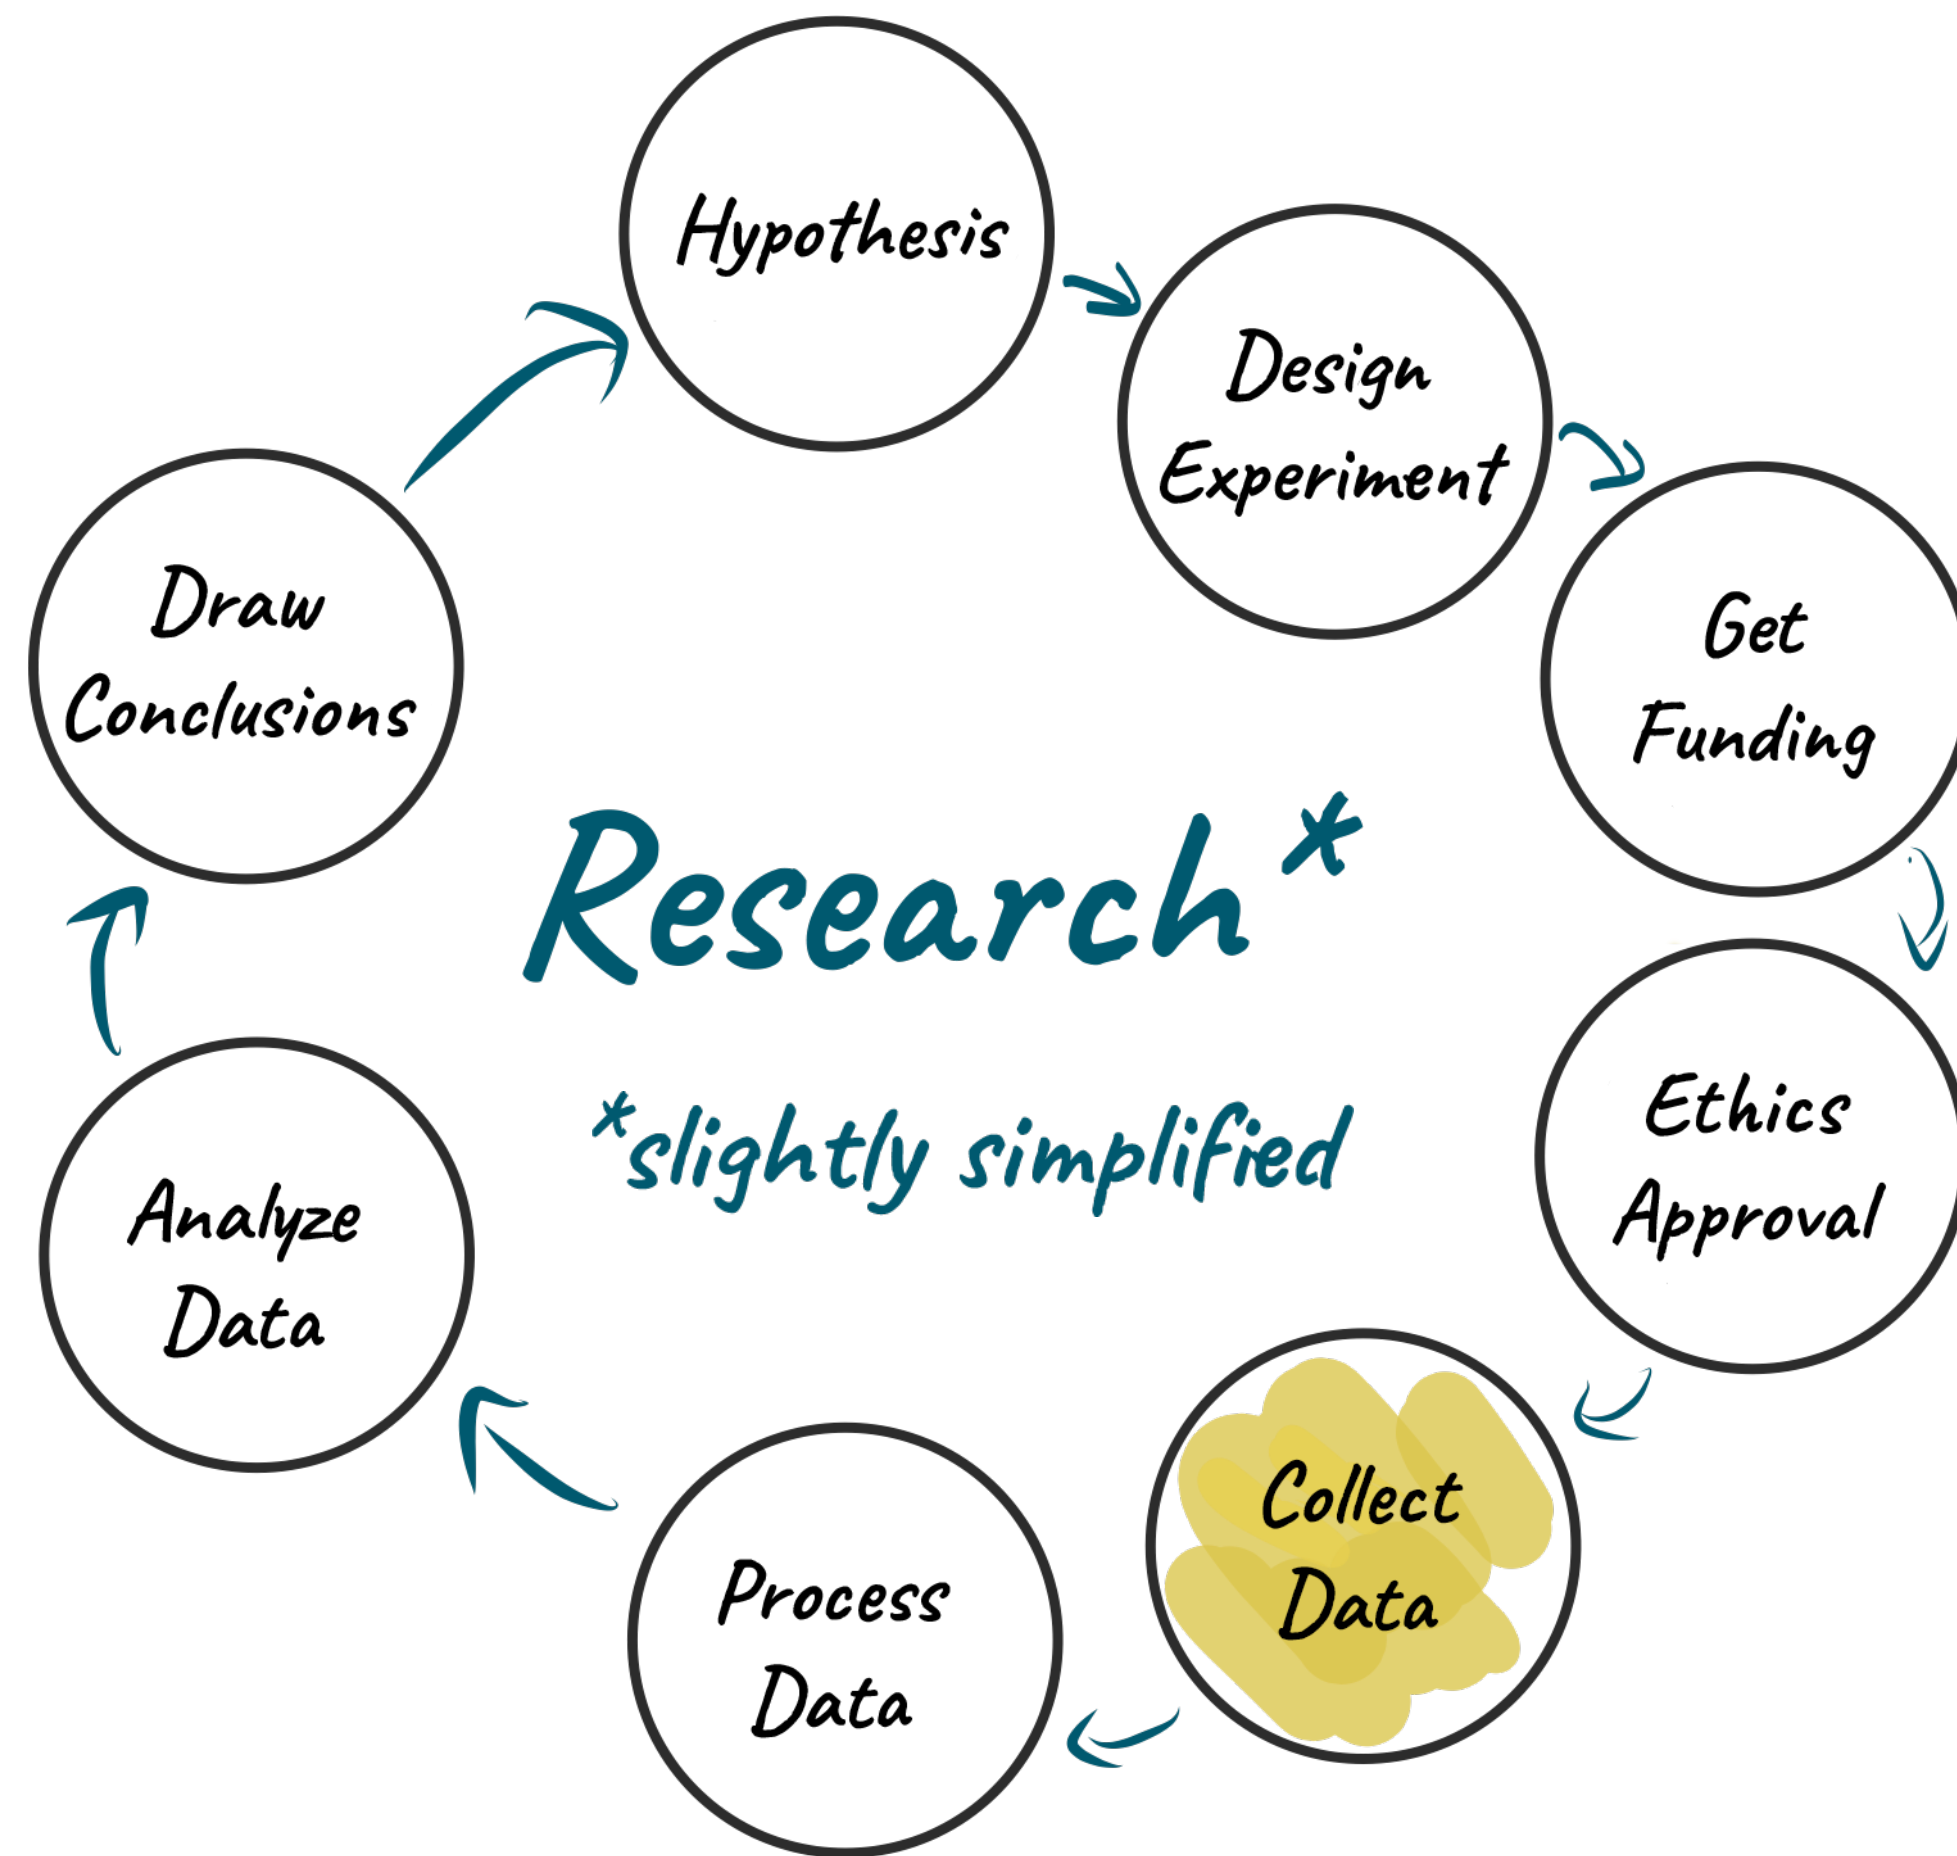 Hypothesis
Design
Experiment
Get
Funding
Ethics
Approval
Collect
Data
Process
Data
Analyze
Data
Draw
Conclusions
Research*
*slightly simplified